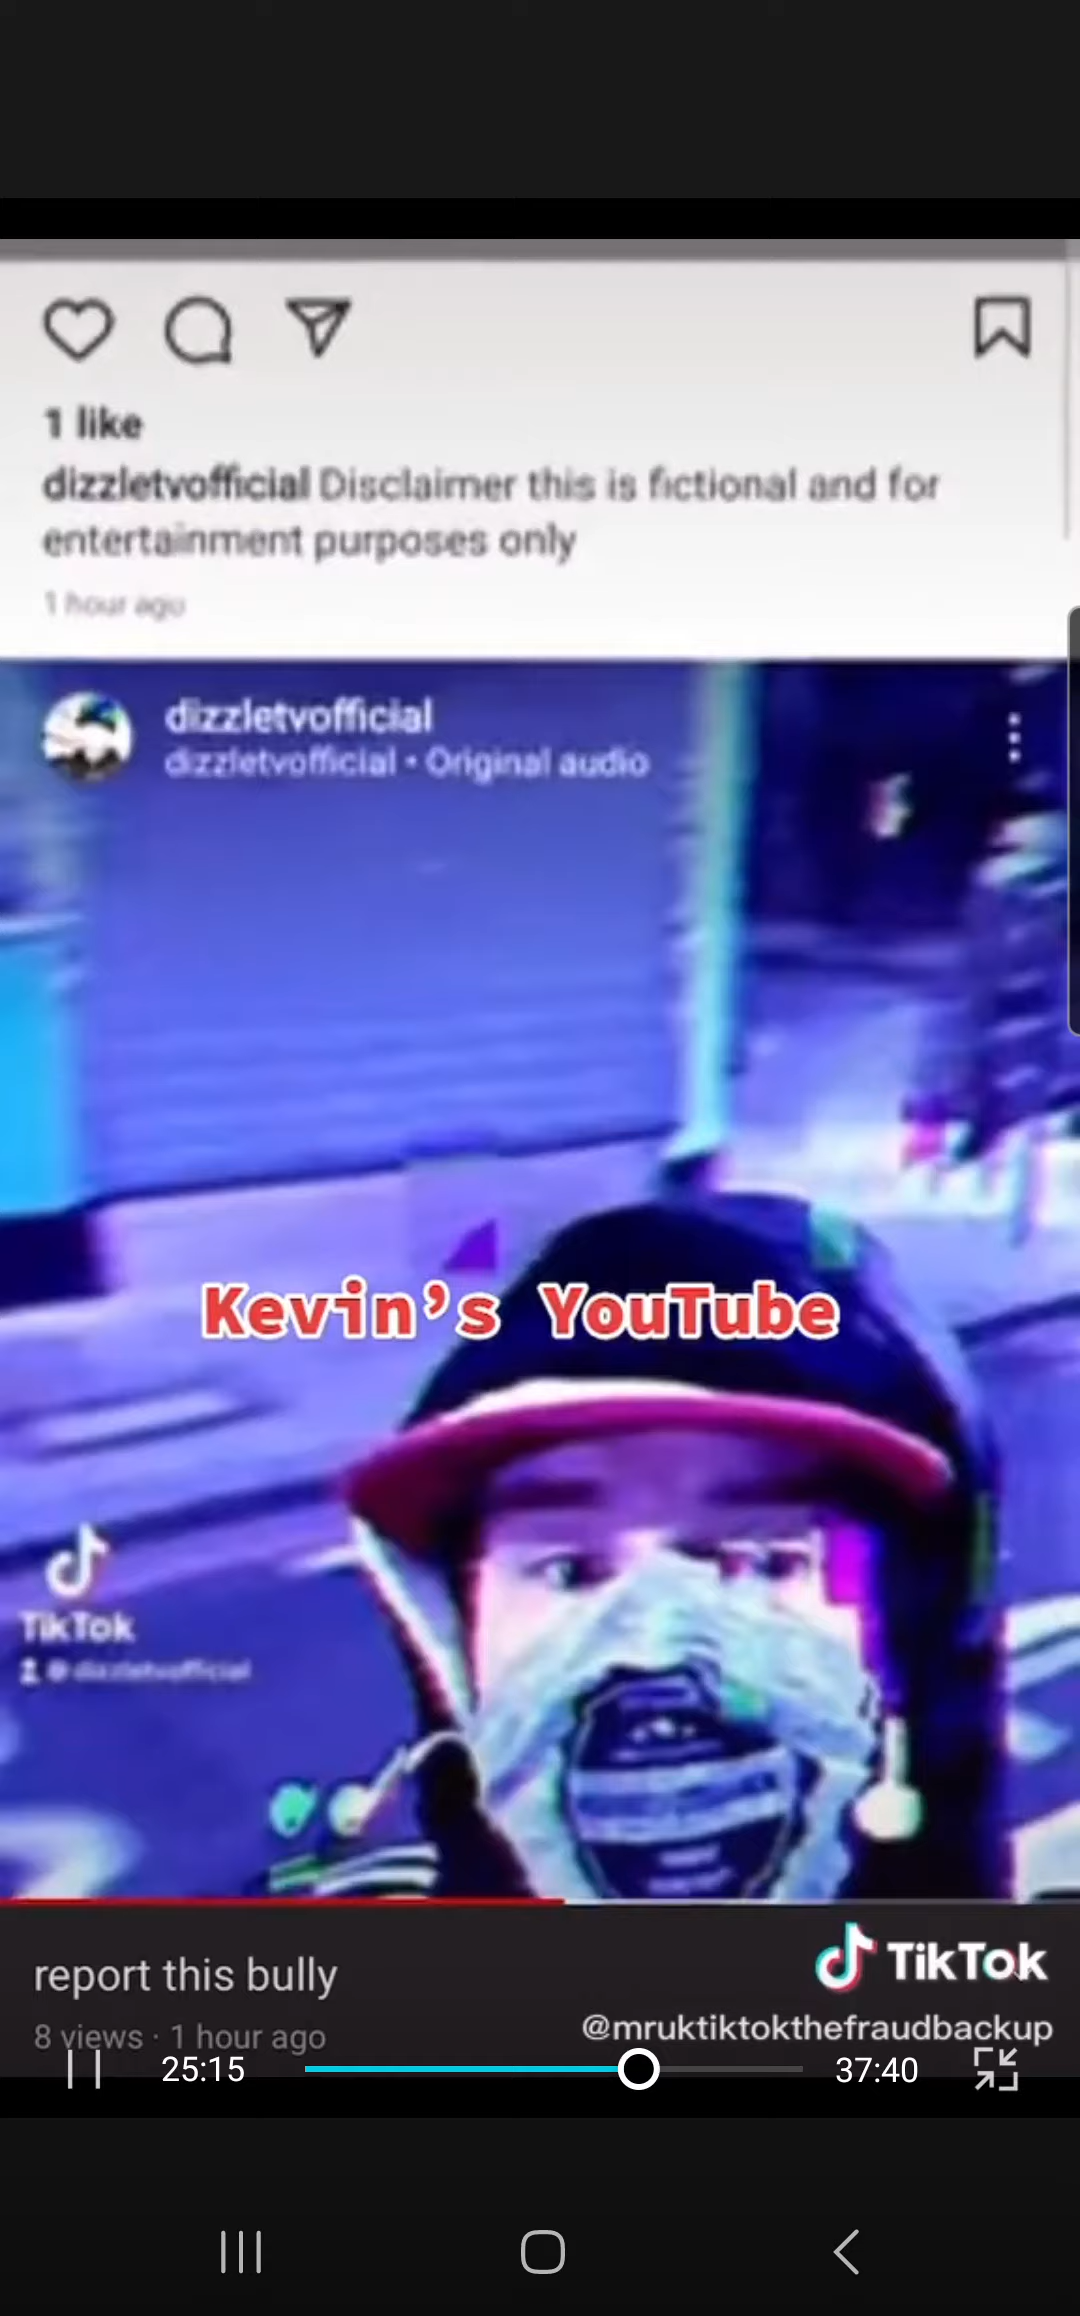 1 like
dizzletvofficial Disclaimer this is fictional and for
entertainment purposes only
1 hour ago
dizzletvofficial
dizzletvofficial • Original audio
Kevin’s YouTube
TikTok
@dizzletvofficial
report this bully
TikTok
8 views · 1 hour ago
@mruktiktokthefraudbackup
25:15
37:40